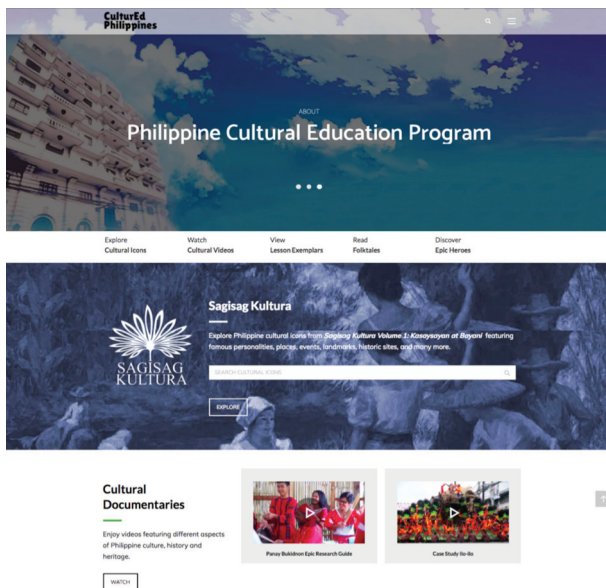 CulturEd
Philippines
ABOUT
Philippine Cultural Education Program
Explore
Cultural Icons
Watch
Cultural Videos
View
Lesson Exemplars
Read
Folktales
Discover
Epic Heroes
SAGISAG
KULTURA
Sagisag Kultura
Explore Philippine cultural icons from Sagisag Kultura Volume 1: Kasaysayan at Bayani featuring
famous personalities, places, events, landmarks, historic sites, and many more.
SEARCH CULTURAL ICONS
EXPLORE
Cultural
Documentaries
Enjoy videos featuring different aspects
of Philippine culture, history and
heritage.
WATCH
Panay Bukidnon Epic Research Guide
Case Study Ilo-Ilo